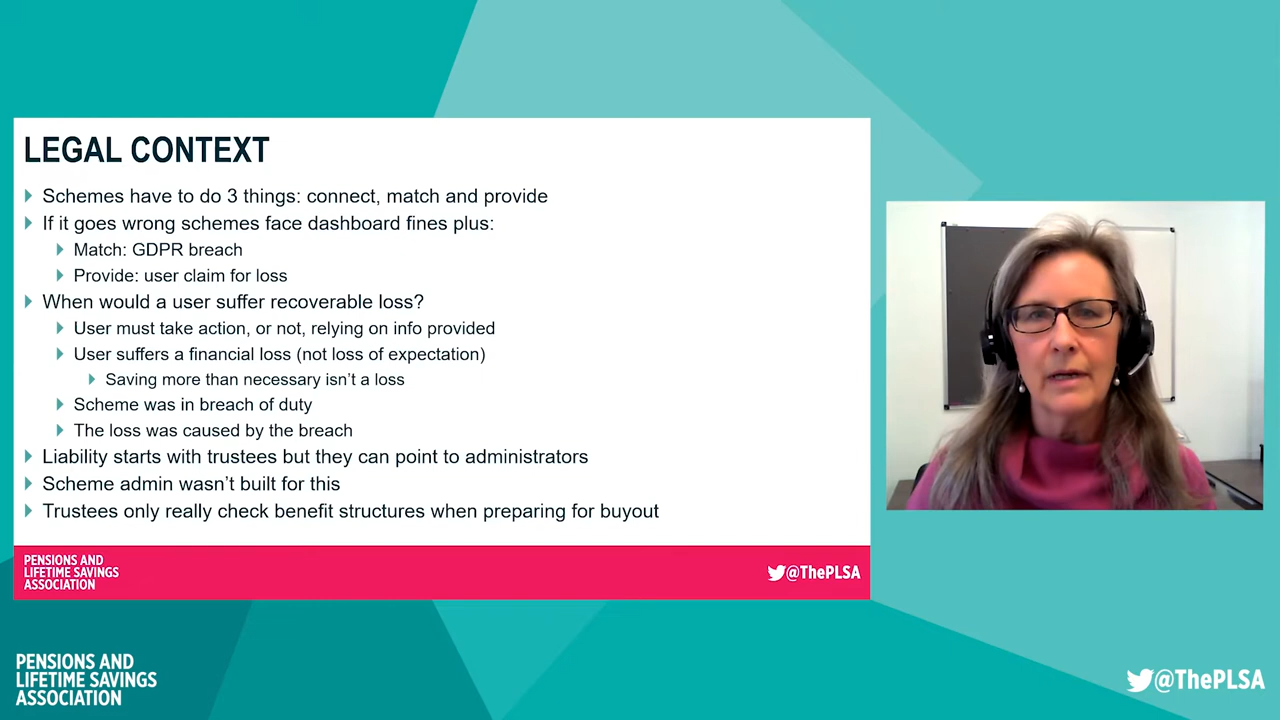 LEGAL CONTEXT
Schemes have to do 3 things: connect, match and provide
If it goes wrong schemes face dashboard fines plus:
Match: GDPR breach
Provide: user claim for loss
When would a user suffer recoverable loss?
User must take action, or not, relying on info provided
User suffers a financial loss (not loss of expectation)
Saving more than necessary isn't a loss
Scheme was in breach of duty
The loss was caused by the breach
Liability starts with trustees but they can point to administrators
Scheme admin wasn't built for this
Trustees only really check benefit structures when preparing for buyout
PENSIONS AND
LIFETIME SAVINGS
ASSOCIATION
@ThePLSA
PENSIONS AND
LIFETIME SAVINGS
ASSOCIATION
@ThePLSA